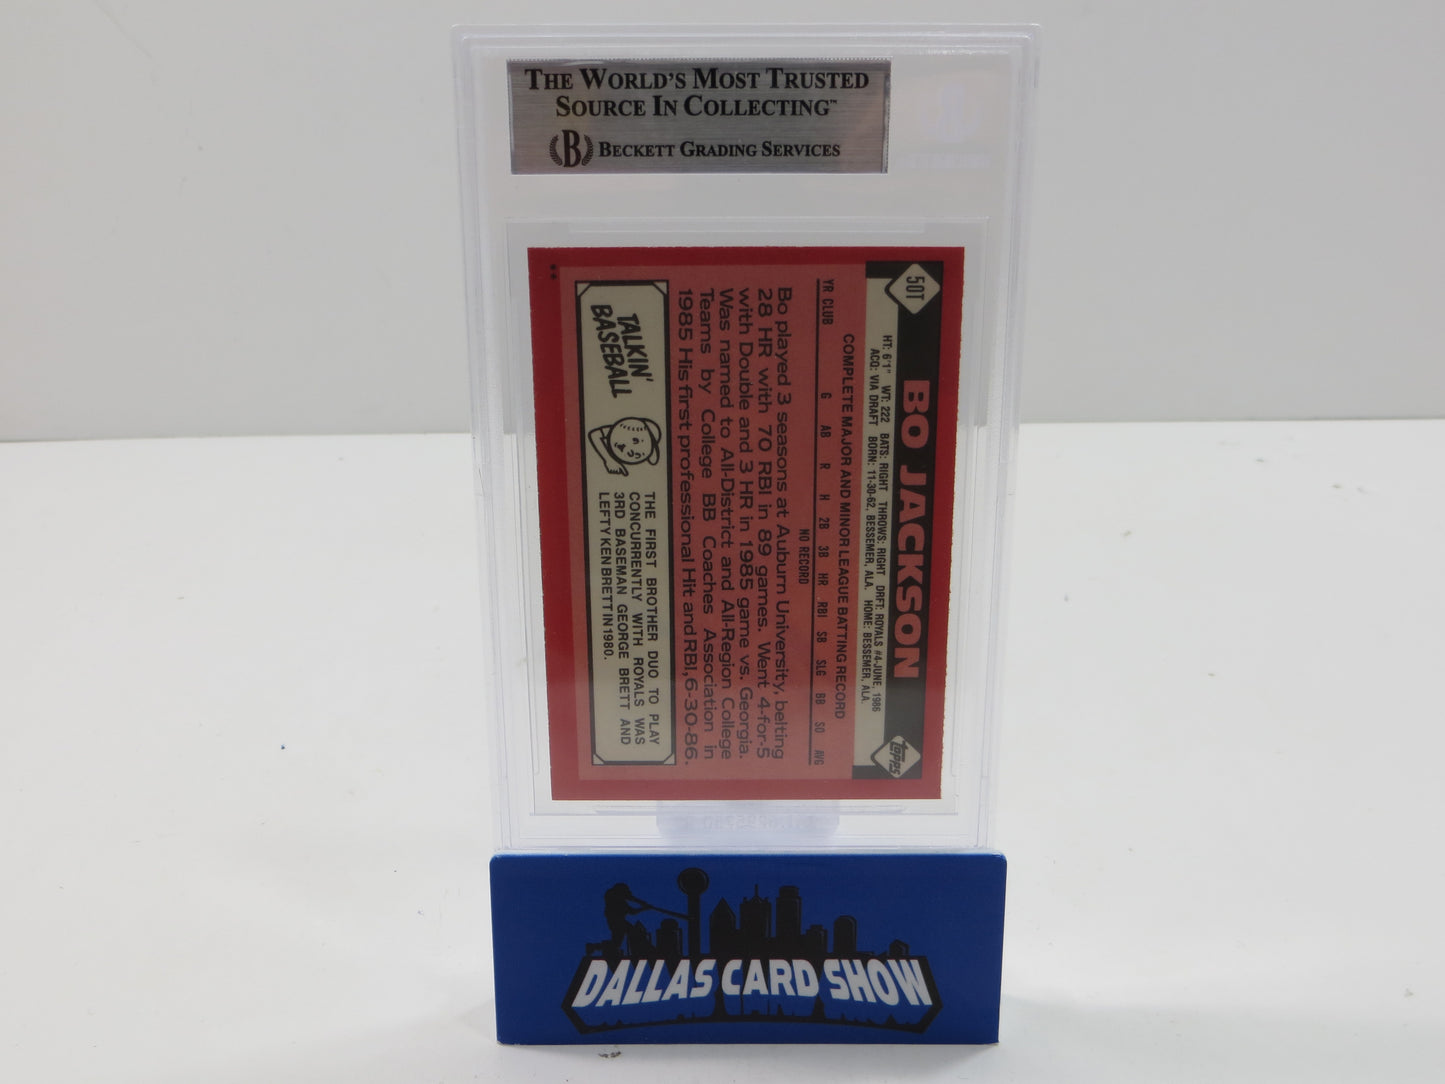 THE WORLD'S MOST TRUSTED
SOURCE IN COLLECTING™
B BECKETT GRADING SERVICES
50T
BO JACKSON
topps
HT: 6'1" WT: 222 BATS: RIGHT THROWS: RIGHT DRFT: ROYALS #4-JUNE, 1986
ACQ: VIA DRAFT BORN: 11-30-62, BESSEMER, ALA. HOME: BESSEMER, ALA.
COMPLETE MAJOR AND MINOR LEAGUE BATTING RECORD
YR CLUB G AB R H 2B 3B HR RBI SB SLG BB SO AVG
NO RECORD
Bo played 3 seasons at Auburn University, belting
28 HR with 70 RBI in 89 games. Went 4-for-5
with Double and 3 HR in 1985 game vs. Georgia.
Was named to All-District and All-Region College
Teams by College BB Coaches Association in
1985 His first professional Hit and RBI, 6-30-86.
TALKIN'
BASEBALL
THE FIRST BROTHER DUO TO PLAY
CONCURRENTLY WITH ROYALS WAS
3RD BASEMAN GEORGE BRETT AND
LEFTY KEN BRETT IN 1980.
**
DALLAS CARD SHOW